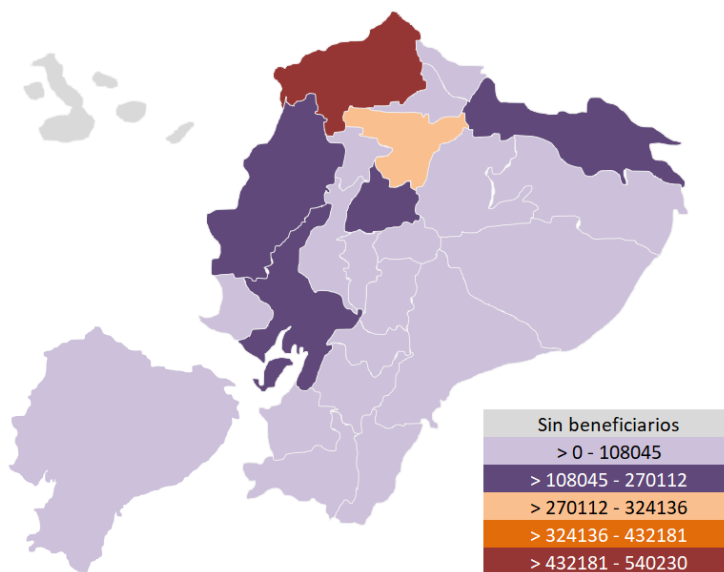 Sin beneficiarios
> 0 - 108045
> 108045 - 270112
> 270112 - 324136
> 324136 - 432181
> 432181 - 540230